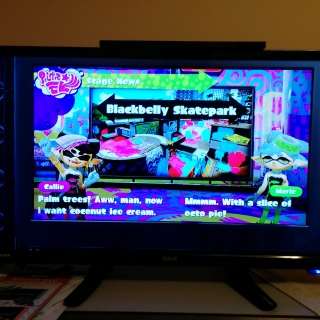 Stage News
Blackbelly Skatepark
Callie
Palm trees! Aww, man, now
I want coconut ice cream.
Marie
Mmmm. With a slice of
octo pie!
RCA